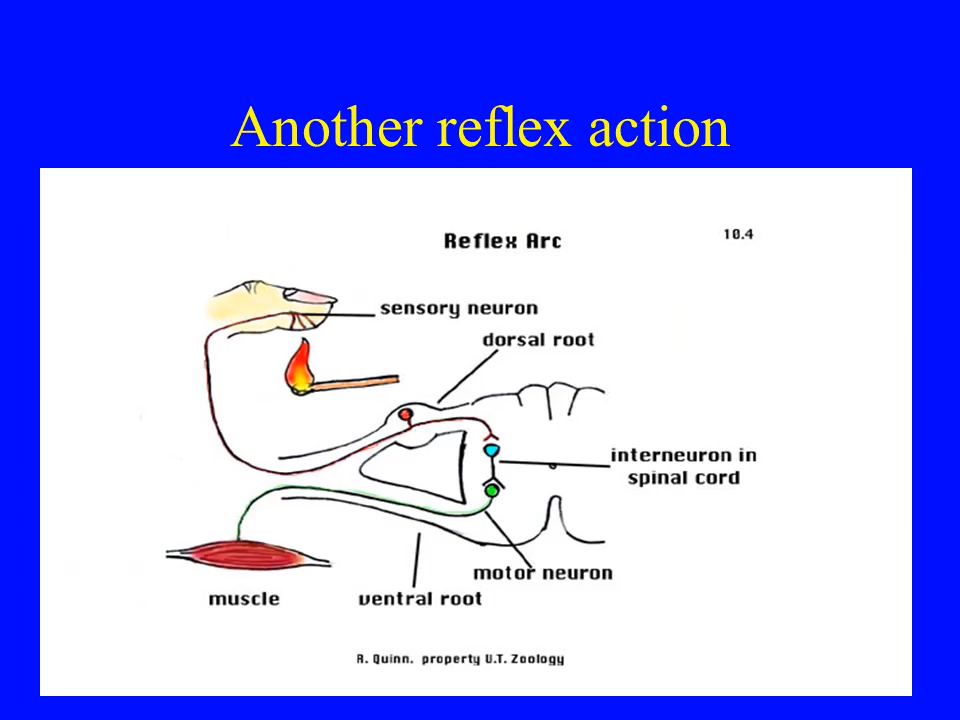 Another reflex action
Reflex Arc
10.4
sensory neuron
dorsal root
interneuron in
spinal cord
motor neuron
muscle
ventral root
R. Quinn. property U.T. Zoology